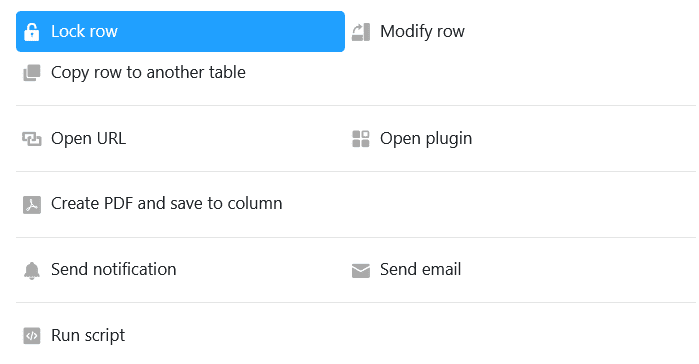 Lock row
Modify row
Copy row to another table
Open URL
Open plugin
Create PDF and save to column
Send notification
Send email
Run script